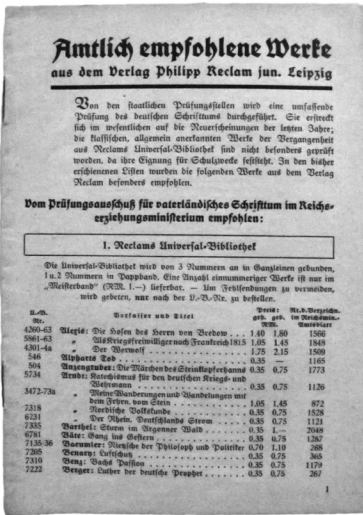 Amtlich empfohlene Werke
aus dem Verlag Philipp Reclam jun. Leipzig
Von den staatlichen Prüfungsstellen wird eine umfassende
Prüfung des deutschen Schrifttums durchgeführt. Sie erstreckt
sich im wesentlichen auf die Neuerscheinungen der letzten Jahre;
die klassischen, allgemein anerkannten Werke der Vergangenheit
aus Reclams Universal-Bibliothek sind nicht besonders geprüft
worden, da ihre Eignung für Schulzwecke feststeht. In den bisher
erschienenen Listen wurden die folgenden Werke aus dem Verlag
Reclam besonders empfohlen.
Vom Prüfungsausschuß für vaterländisches Schrifttum im Reichs-
erziehungsministerium empfohlen:
1. Reclams Universal-Bibliothek
Die Universal-Bibliothek wird von 3 Nummern an in Ganzleinen gebunden,
1 u. 2 Nummern in Pappband. Eine einnummerige Werke ist nur im
„Meisterband“ (RM. 1.—) lieferbar. — Um Fehlsendungen zu vermeiden,
wird gebeten, nur nach der U.-B.-Nr. zu bestellen.
U.-B. Nr. Verfasser und Titel Preis: geh. geb. RM. Nr. d. Verzeichn. in Reichsmin.-Amtsblatt
4260-63 Alexis: Die Hosen des Herrn von Bredow . . . 1.40 1.80 1566
5861-63 „ Als Kriegsfreiwilliger nach Frankreich 1815 1.05 1.45 1848
4301-4a „ Der Werwolf . . . 1.75 2.15 1509
546 Alpharts Tod . . . 0.35 — 1165
504 Anzengruber: Die Märchen des Steinklopferhanns 0.35 0.75 1773
5734 Arndt: Katechismus für den deutschen Kriegs- und
Wehrmann . . . 0.35 0.75 1126
3472-73a „ Meine Wanderungen und Wandelungen mit
dem Frhrn. vom Stein . . . 1.05 1.45 872
7318 „ Nordische Volkskunde . . . 0.35 0.75 1528
6231 „ Der Rhein, Deutschlands Strom . . . 0.35 0.75 1121
7335 Barthel: Sturm im Argonner Wald . . . 0.35 1.— 2048
6781 Bäte: Gang ins Gestern . . . 0.35 0.75 1287
7135-36 Baeumler: Nietzsche der Philosoph und Politiker 0.70 1.10 268
7205 Benary: Luftschutz . . . 0.35 0.75 365
7310 Benz: Bachs Passion . . . 0.35 0.75 1179
7222 Berger: Luther der deutsche Prophet . . . 0.35 0.75 267
1